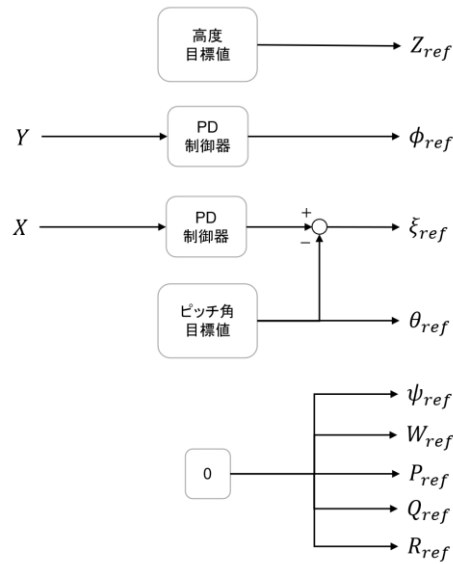 高度
目標値
Z_ref
Y
PD
制御器
ϕ_ref
X
PD
制御器
+
−
ξ_ref
ピッチ角
目標値
θ_ref
0
ψ_ref
W_ref
P_ref
Q_ref
R_ref